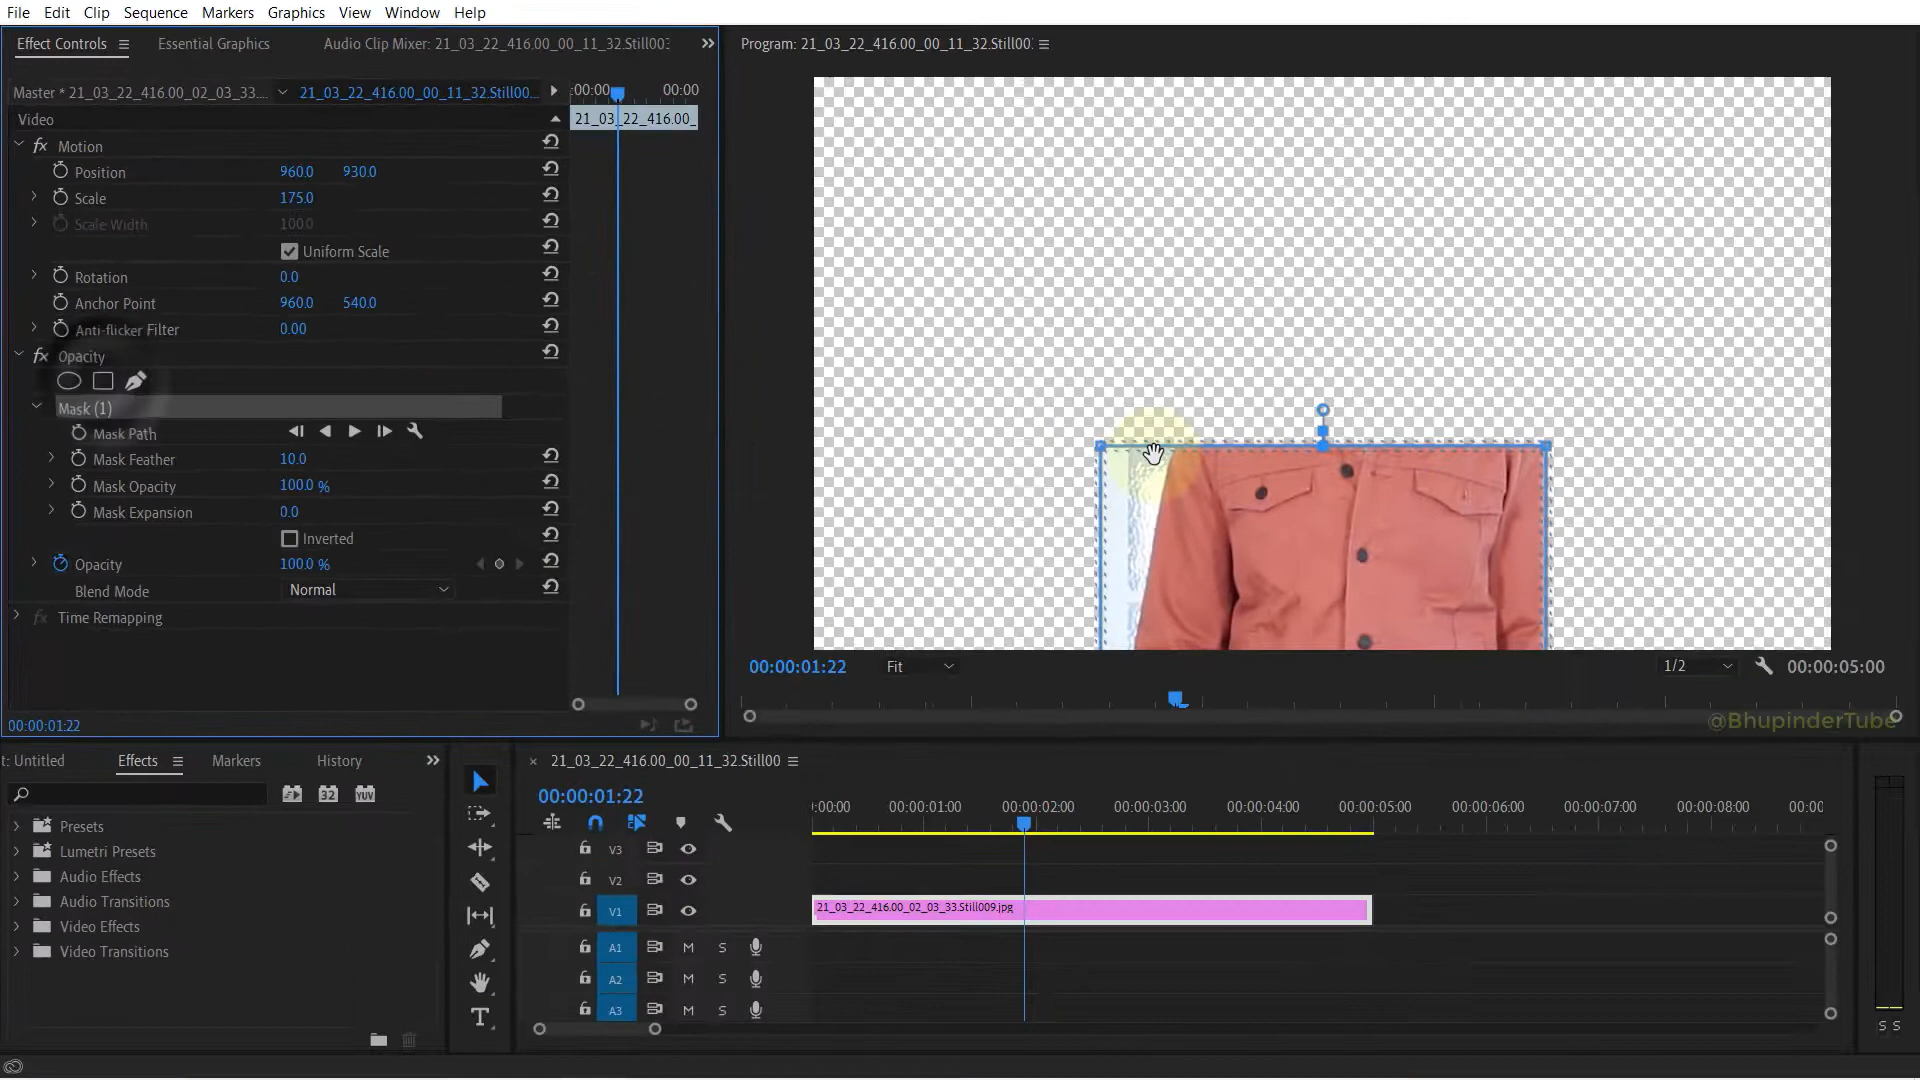 File Edit Clip Sequence Markers Graphics View Window Help
Effect Controls Essential Graphics Audio Clip Mixer: 21_03_22_416.00_00_11_32.Still003
Program: 21_03_22_416.00_00_11_32.Still00
Master * 21_03_22_416.00_02_03_33.... 21_03_22_416.00_00_11_32.Still00... :00:00 00:00
Video 21_03_22_416.00_
fx Motion
Position 960.0 930.0
Scale 175.0
Scale Width 100.0
Uniform Scale
Rotation 0.0
Anchor Point 960.0 540.0
Anti-flicker Filter 0.00
fx Opacity
Mask (1)
Mask Path
Mask Feather 10.0
Mask Opacity 100.0 %
Mask Expansion 0.0
Inverted
Opacity 100.0 %
Blend Mode Normal
fx Time Remapping
00:00:01:22 Fit 1/2 00:00:05:00
00:00:01:22
@BhupinderTube
t: Untitled Effects Markers History
32 YUV
Presets
Lumetri Presets
Audio Effects
Audio Transitions
Video Effects
Video Transitions
T
× 21_03_22_416.00_00_11_32.Still00
00:00:01:22
:00:00 00:00:01:00 00:00:02:00 00:00:03:00 00:00:04:00 00:00:05:00 00:00:06:00 00:00:07:00 00:00:08:00 00:00
V3
V2
V1 21_03_22_416.00_02_03_33.Still009.jpg
A1 M S
A2 M S
A3 M S
S S